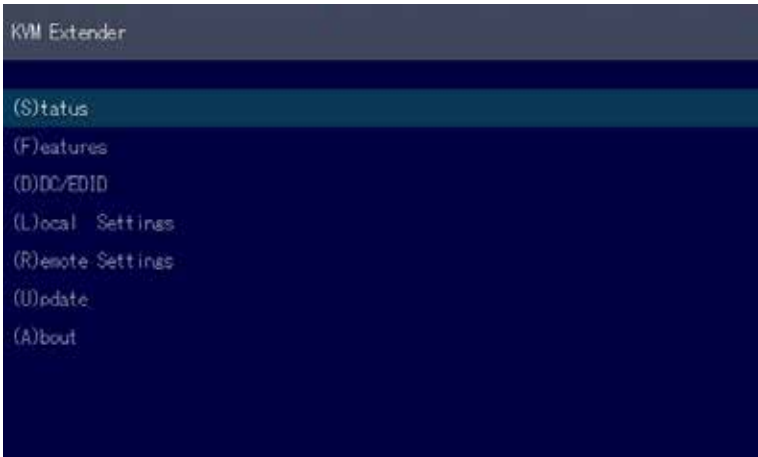 KVM Extender
(S)tatus
(F)eatures
(D)DC/EDID
(L)ocal Settings
(R)emote Settings
(U)pdate
(A)bout